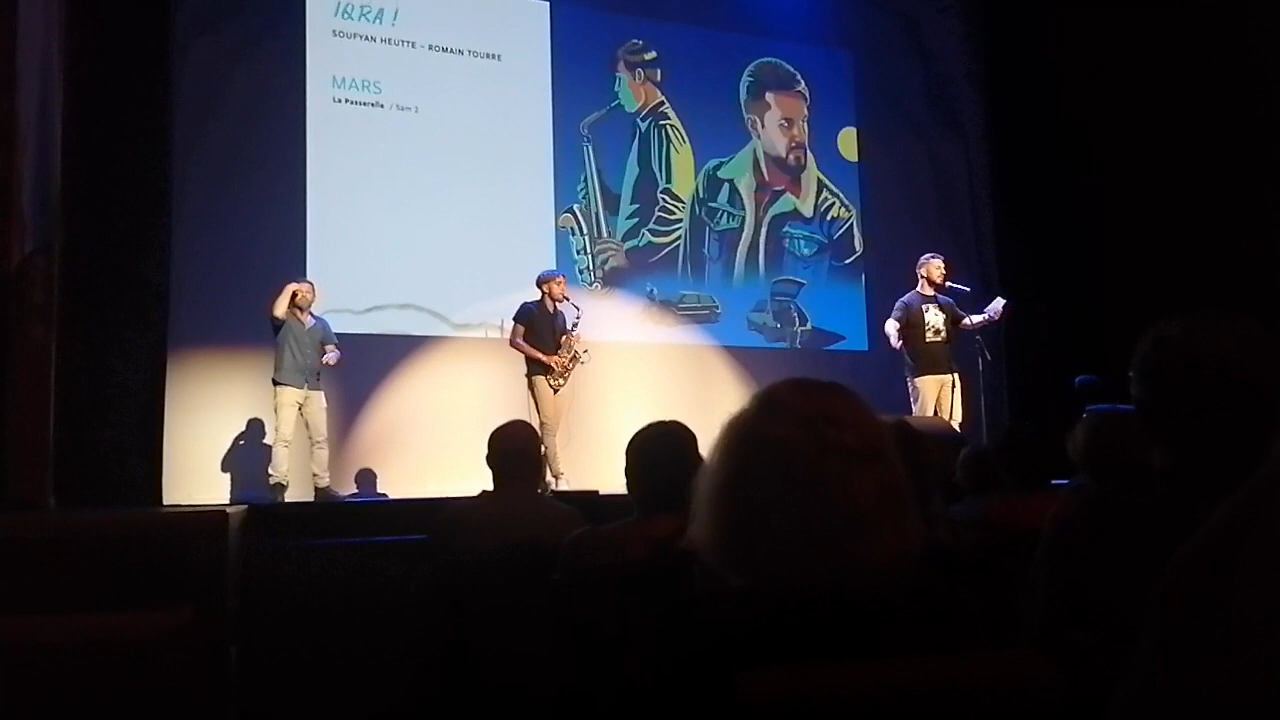 IQRA !
SOUFYAN HEUTTE – ROMAIN TOURRE
MARS
La Passerelle / Sam 2